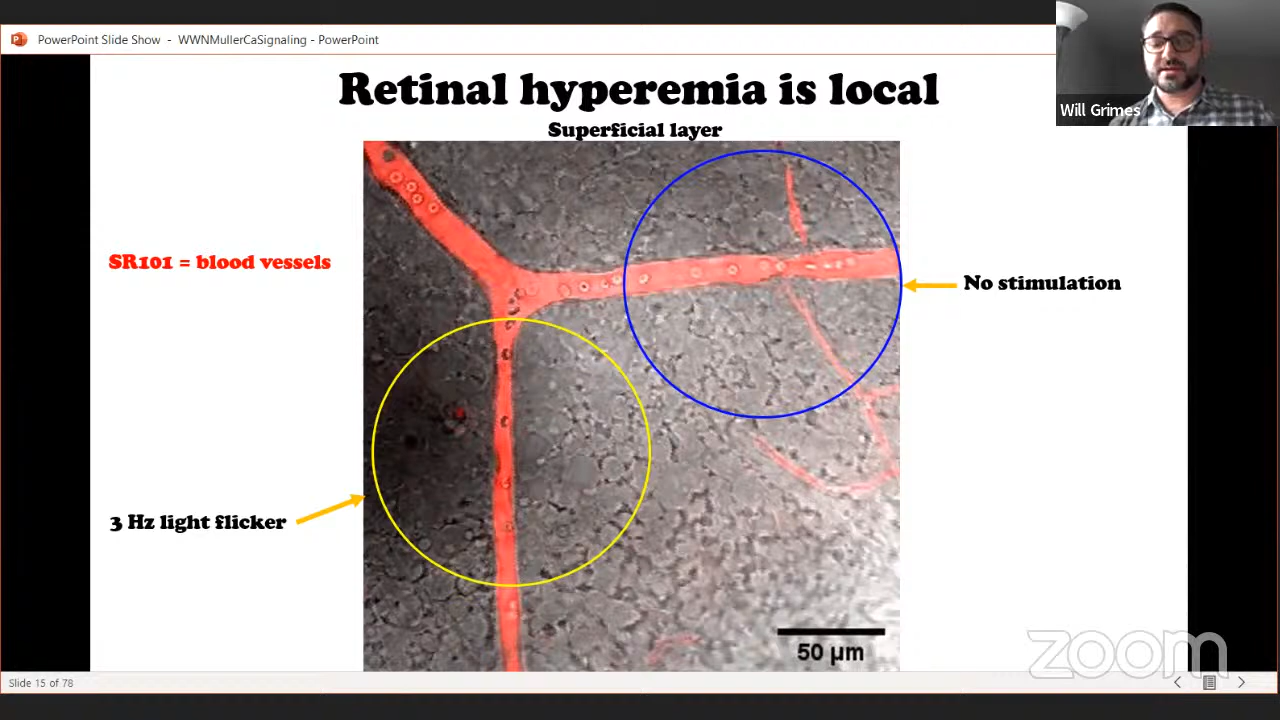 PowerPoint Slide Show - WWNMullerCaSignaling - PowerPoint
Will Grimes
Retinal hyperemia is local
Superficial layer
SR101 = blood vessels
No stimulation
3 Hz light flicker
50 µm
zoom
Slide 15 of 78